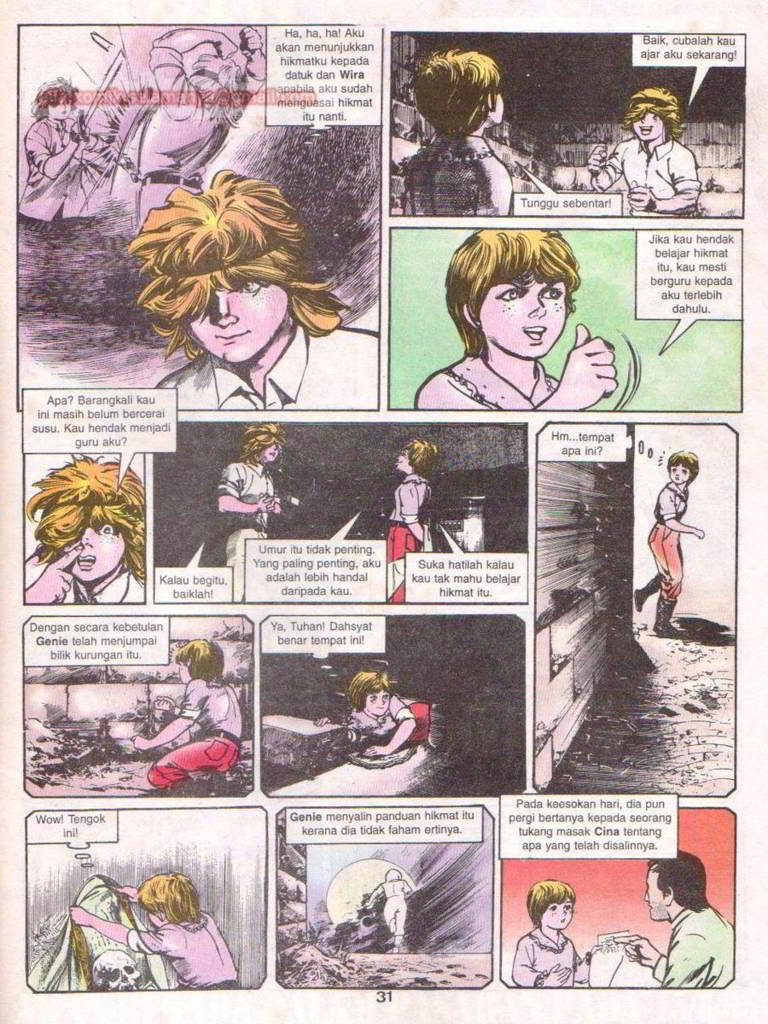 Ha, ha, ha! Aku
akan menunjukkan
hikmatku kepada
datuk dan Wira
apabila aku sudah
menguasai hikmat
itu nanti.
Baik, cubalah kau
ajar aku sekarang!
Tunggu sebentar!
Jika kau hendak
belajar hikmat
itu, kau mesti
berguru kepada
aku terlebih
dahulu.
Apa? Barangkali kau
ini masih belum bercerai
susu. Kau hendak menjadi
guru aku?
Suka hatilah kalau
kau tak mahu belajar
hikmat itu.
Umur itu tidak penting.
Yang paling penting, aku
adalah lebih handal
daripada kau.
Kalau begitu,
baiklah!
Hm...tempat
apa ini?
Dengan secara kebetulan
Genie telah menjumpai
bilik kurungan itu.
Ya, Tuhan! Dahsyat
benar tempat ini!
Wow! Tengok
ini!
Genie menyalin panduan hikmat itu
kerana dia tidak faham ertinya.
Pada keesokan hari, dia pun
pergi bertanya kepada seorang
tukang masak Cina tentang
apa yang telah disalinnya.
31